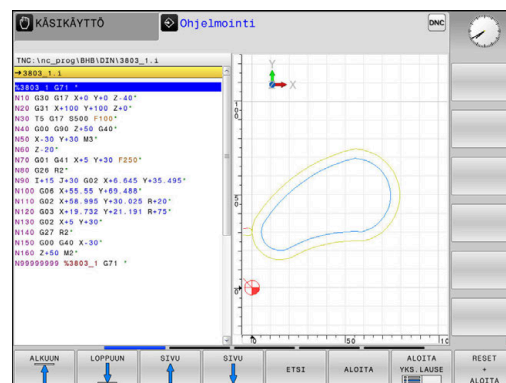 KÄSIKÄYTTÖ
Ohjelmointi
DNC
TNC:\nc_prog\BHB\DIN\3803_1.i
→3803_1.i
%3803_1 G71 *
N10 G30 G17 X+0 Y+0 Z-40*
N20 G31 X+100 Y+100 Z+0*
N30 T5 G17 S500 F100*
N40 G00 G90 Z+50 G40*
N50 X-30 Y+30 M3*
N60 Z-20*
N70 G01 G41 X+5 Y+30 F250*
N80 G26 R2*
N90 I+15 J+30 G02 X+6.645 Y+35.495*
N100 G06 X+55.55 Y+69.488*
N110 G02 X+58.995 Y+30.025 R+20*
N120 G03 X+19.732 Y+21.191 R+75*
N130 G02 X+5 Y+30*
N140 G27 R2*
N150 G00 G40 X-30*
N160 Z+50 M2*
N99999999 %3803_1 G71 *
Y
X
ALKUUN
LOPPUUN
SIVU
SIVU
ETSI
ALOITA
ALOITA
YKS.LAUSE
RESET
+
ALOITA